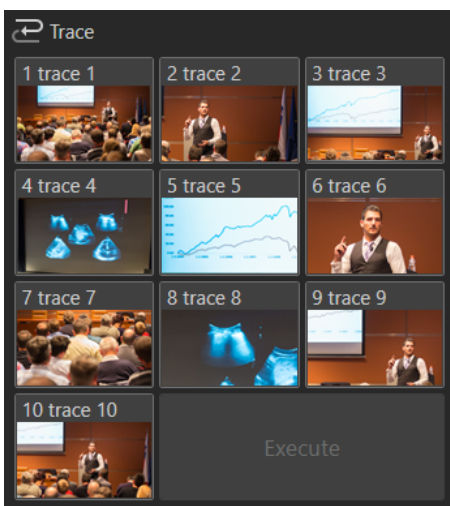 Trace
1 trace 1
2 trace 2
3 trace 3
4 trace 4
5 trace 5
6 trace 6
7 trace 7
8 trace 8
9 trace 9
10 trace 10
Execute